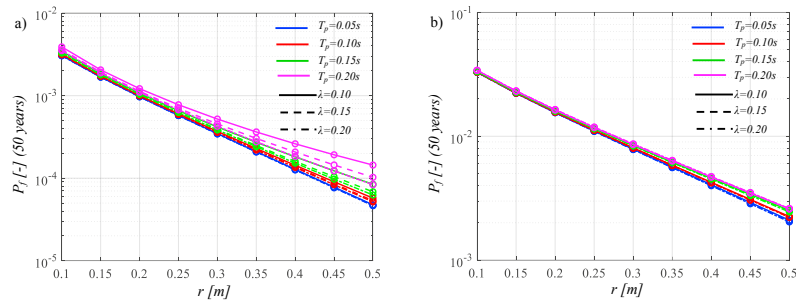 a)
P_f [-] (50 years)
10^-2
10^-3
10^-4
10^-5
T_p=0.05s
T_p=0.10s
T_p=0.15s
T_p=0.20s
λ=0.10
λ=0.15
λ=0.20
0.1 0.15 0.2 0.25 0.3 0.35 0.4 0.45 0.5
r [m]
b)
P_f [-] (50 years)
10^-1
10^-2
10^-3
T_p=0.05s
T_p=0.10s
T_p=0.15s
T_p=0.20s
λ=0.10
λ=0.15
λ=0.20
0.1 0.15 0.2 0.25 0.3 0.35 0.4 0.45 0.5
r [m]